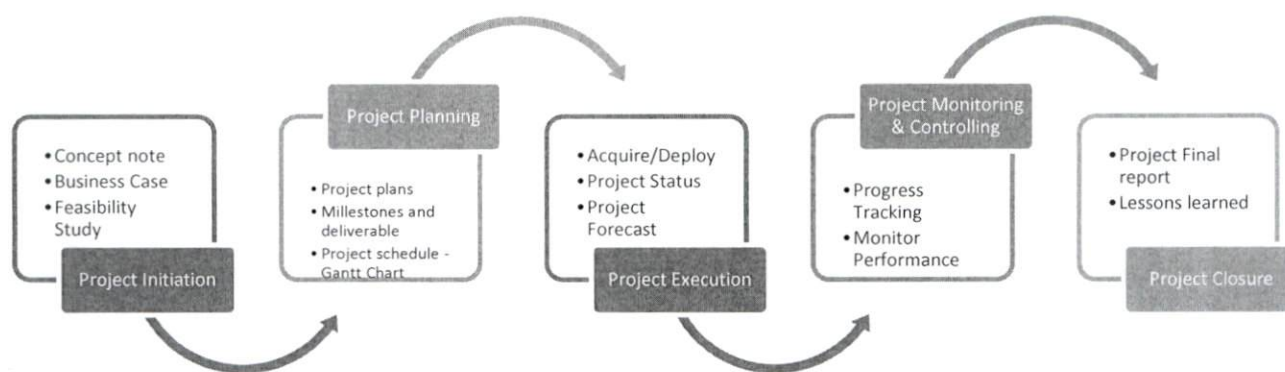 •Concept note
•Business Case
•Feasibility
Study
Project Initiation
Project Planning
•Project plans
•Millestones and
deliverable
•Project schedule -
Gantt Chart
•Acquire/Deploy
•Project Status
•Project
Forecast
Project Execution
Project Monitoring
& Controlling
•Progress
Tracking
•Monitor
Performance
•Project Final
report
•Lessons learned
Project Closure